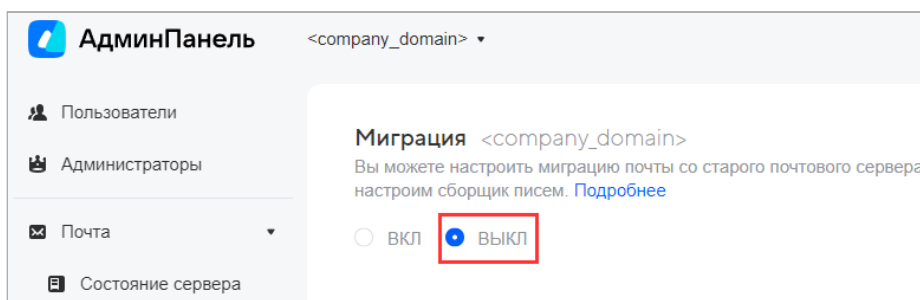 АдминПанель
<company_domain>
Пользователи
Администраторы
Почта
Состояние сервера
Миграция <company_domain>
Вы можете настроить миграцию почты со старого почтового сервера
настроим сборщик писем. Подробнее
ВКЛ ВЫКЛ